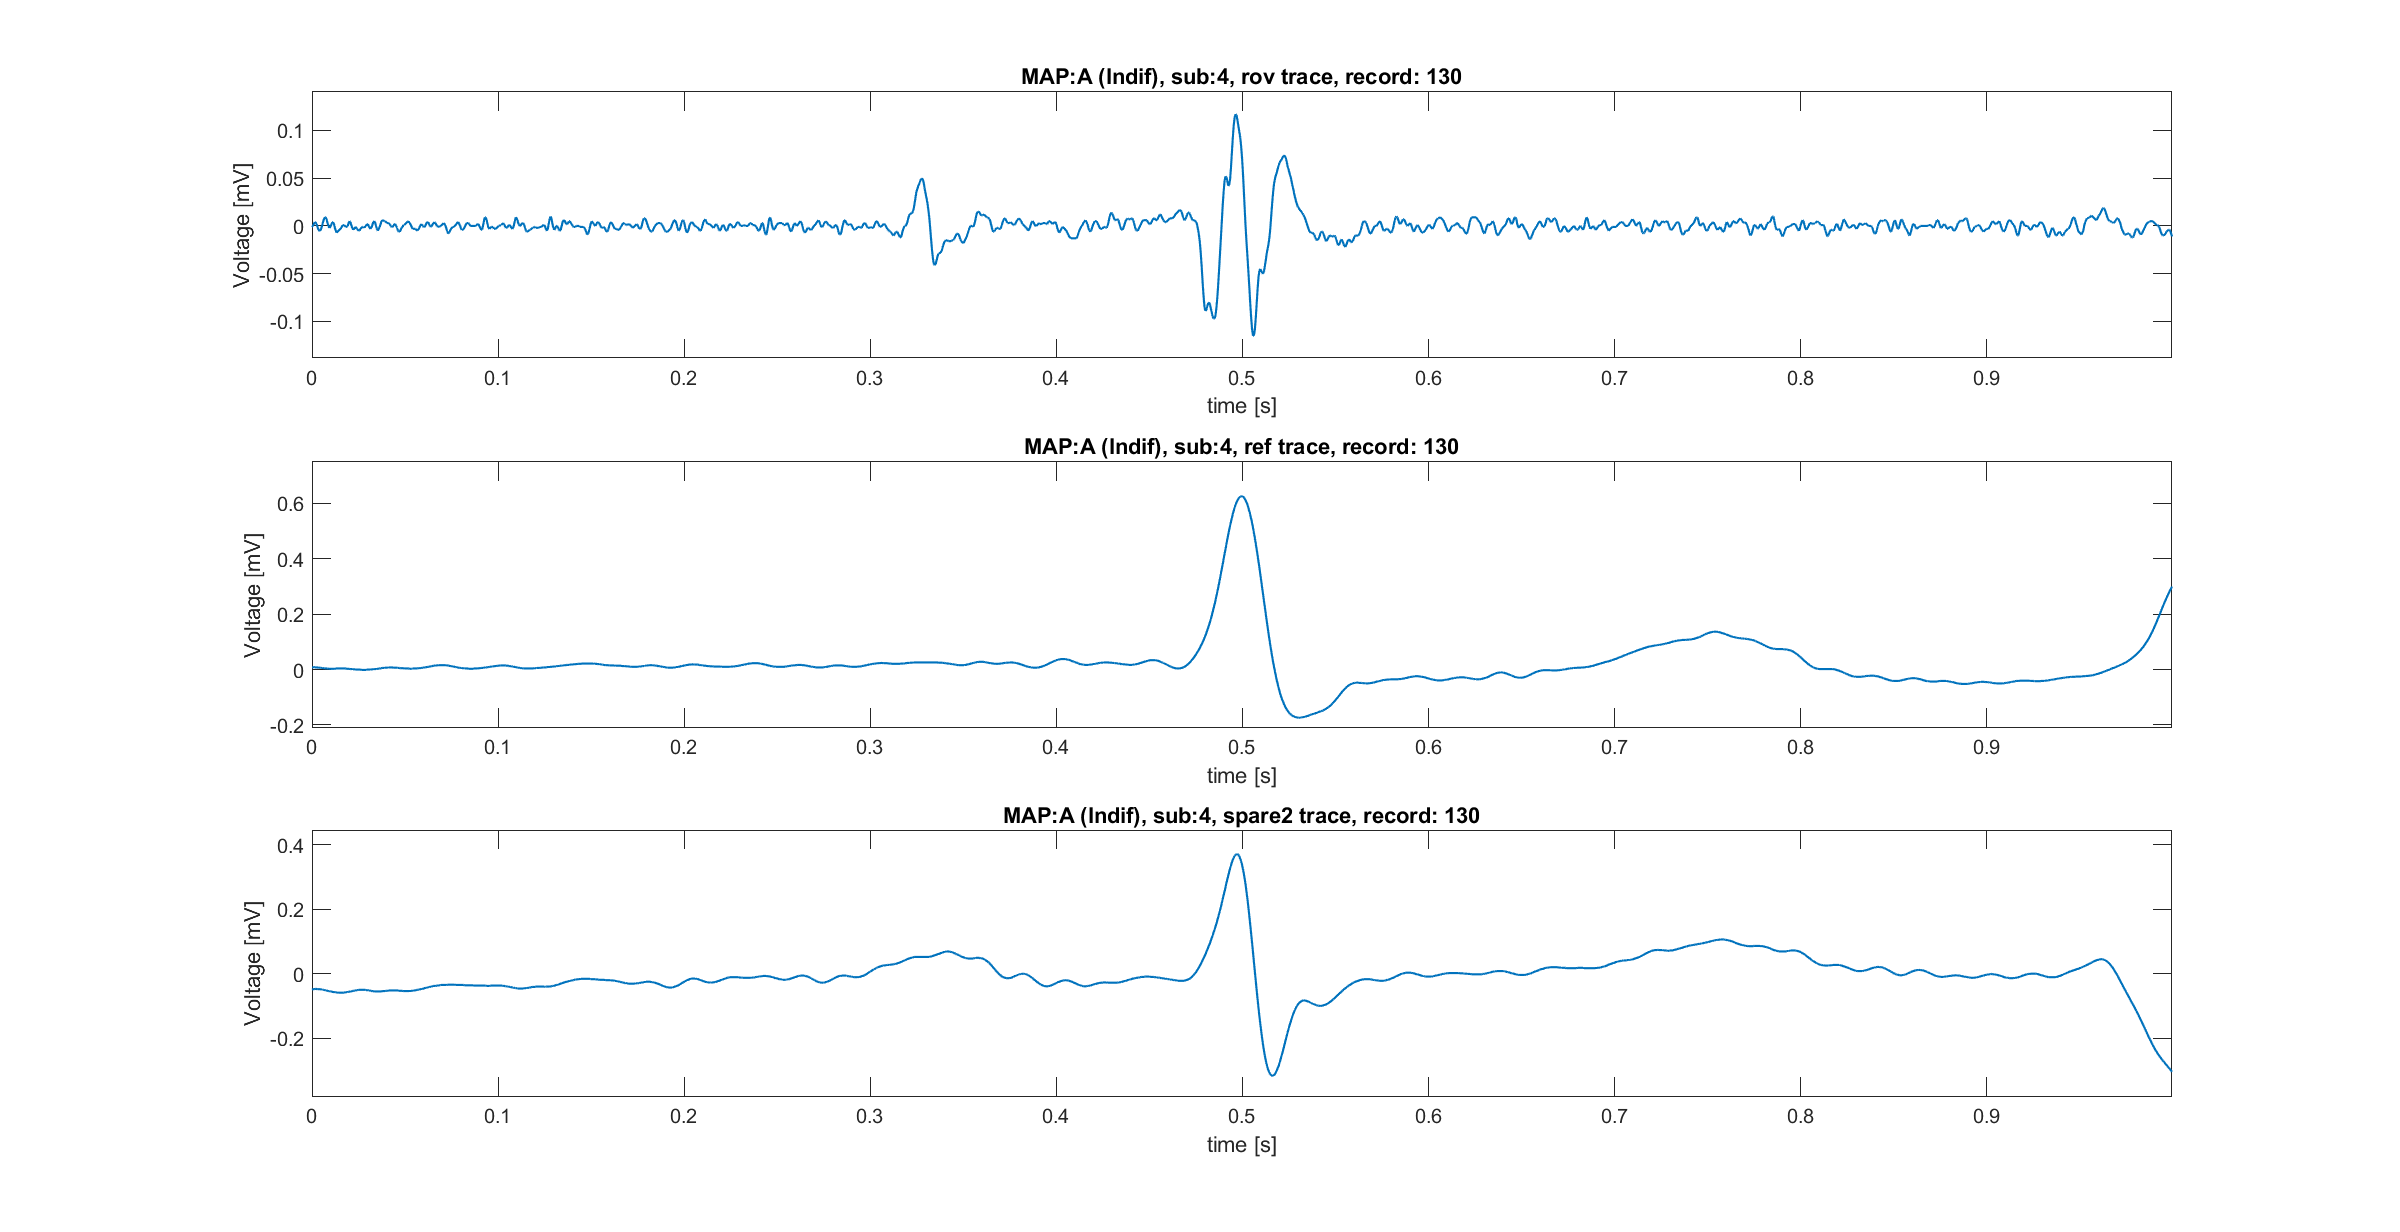 MAP:A (Indif), sub:4, rov trace, record: 130
Voltage [mV]
0.1
0.05
0
-0.05
-0.1
0 0.1 0.2 0.3 0.4 0.5 0.6 0.7 0.8 0.9
time [s]
MAP:A (Indif), sub:4, ref trace, record: 130
Voltage [mV]
0.6
0.4
0.2
0
-0.2
0 0.1 0.2 0.3 0.4 0.5 0.6 0.7 0.8 0.9
time [s]
MAP:A (Indif), sub:4, spare2 trace, record: 130
Voltage [mV]
0.4
0.2
0
-0.2
0 0.1 0.2 0.3 0.4 0.5 0.6 0.7 0.8 0.9
time [s]